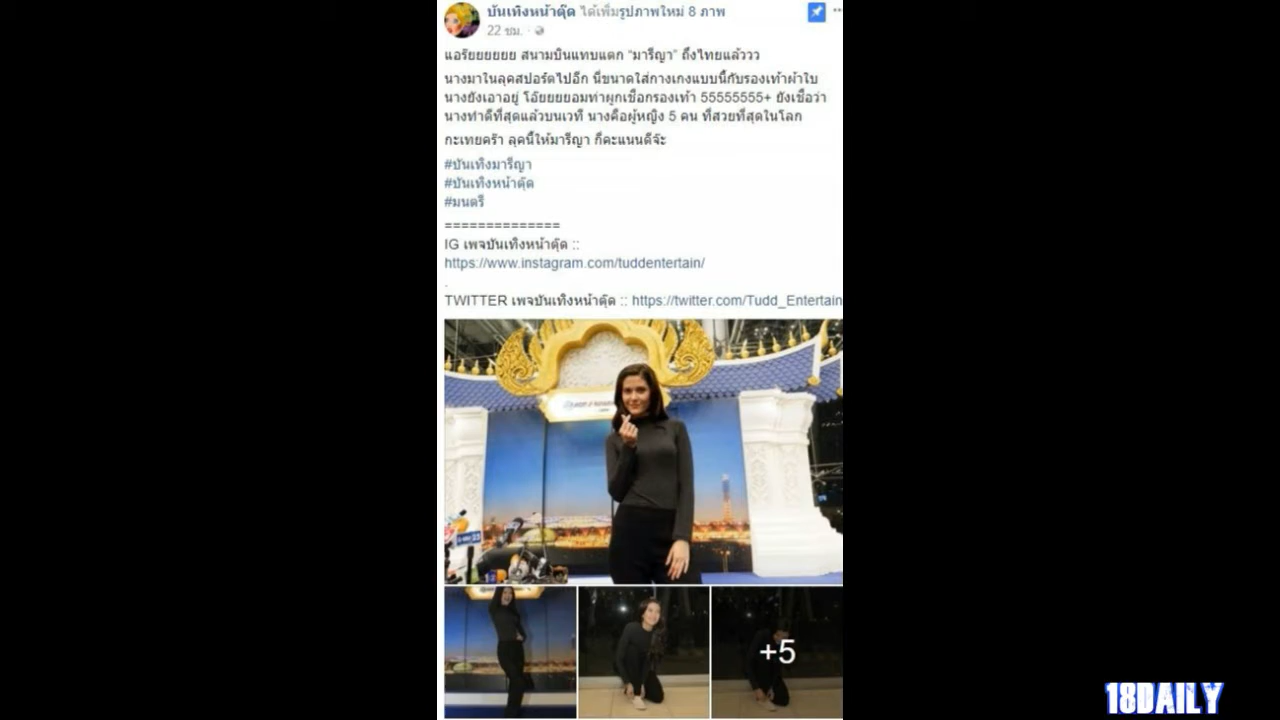 บันเทิงหน้าตุ๊ด ได้เพิ่มรูปภาพใหม่ 8 ภาพ
22 ชม. ·
แอร๊ยยยยยย สนามบินแทบแตก "มารีญา" ถึงไทยแล้ววว
นางมาในลุคสปอร์ตไปอีก นี่ขนาดใส่กางเกงแบบนี้กับรองเท้าผ้าใบ
นางยังเอาอยู่ โอ๊ยยยยอมท่าผูกเชือกรองเท้า 55555555+ ยังเชื่อว่า
นางทำดีที่สุดแล้วบนเวที นางคือผู้หญิง 5 คน ที่สวยที่สุดในโลก
กะเทยคร๊า ลุคนี้ให้มารีญา กี่คะแนนดีจ๊ะ
#บันเทิงมารีญา
#บันเทิงหน้าตุ๊ด
#มนตรี
==============
IG เพจบันเทิงหน้าตุ๊ด ::
https://www.instagram.com/tuddentertain/
.
TWITTER เพจบันเทิงหน้าตุ๊ด :: https://twitter.com/Tudd_Entertain
+5
18DAILY